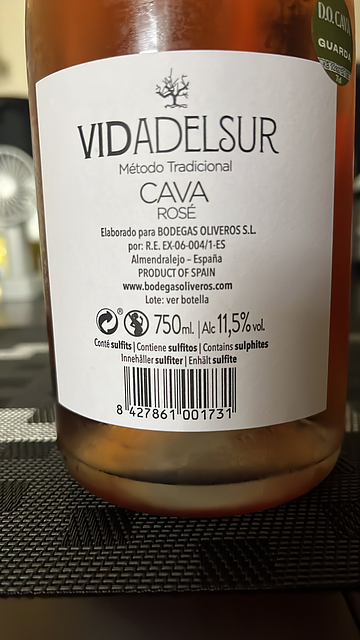 D.O. CAVA
GUARDA
VIDADELSUR
Método Tradicional
CAVA
ROSÉ
Elaborado para BODEGAS OLIVEROS S.L.
por: R.E. EX-06-004/1-ES
Almendralejo – España
PRODUCT OF SPAIN
www.bodegasoliveros.com
Lote: ver botella
750ml. | Alc 11,5% vol.
Conté sulfits | Contiene sulfitos | Contains sulphites
Innehåller sulfiter | Enhält sulfite
8 427861 001731